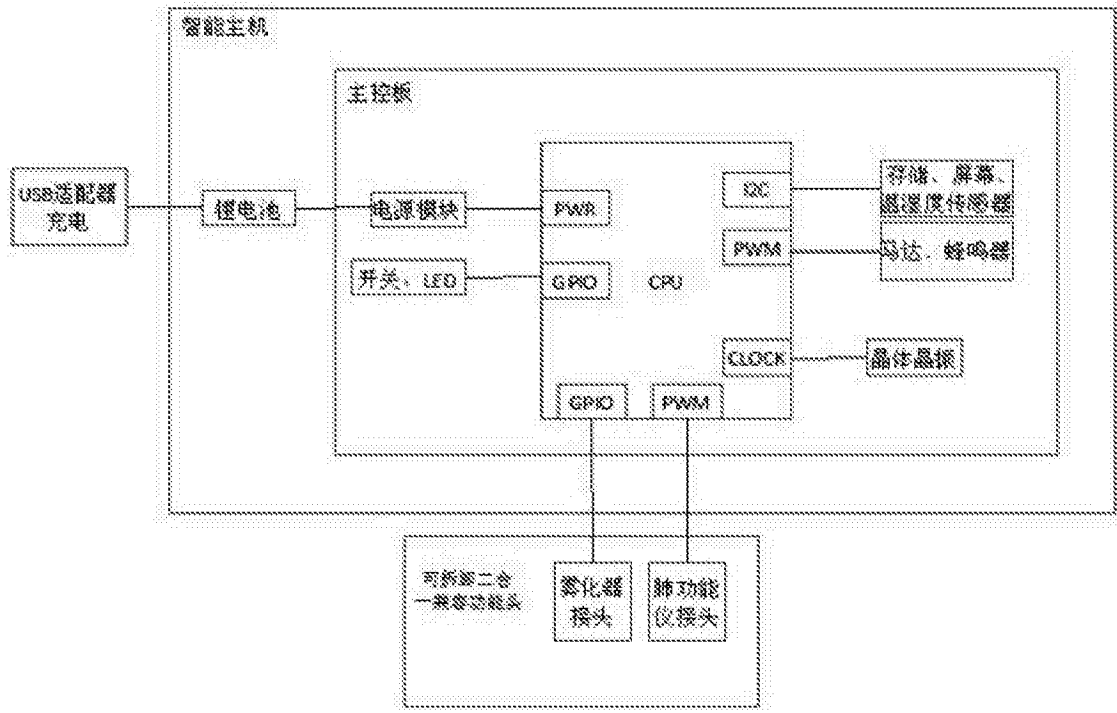 智能主机
主控板
USB适配器
充电
锂电池
电源模块
PWR
I2C
存储、屏幕、
温湿度传感器
PWM
马达、蜂鸣器
开关、LED
GPIO
CPU
CLOCK
晶体晶振
GPIO
PWM
可拆卸二合
一兼容功能头
雾化器
接头
肺功能
仪接头